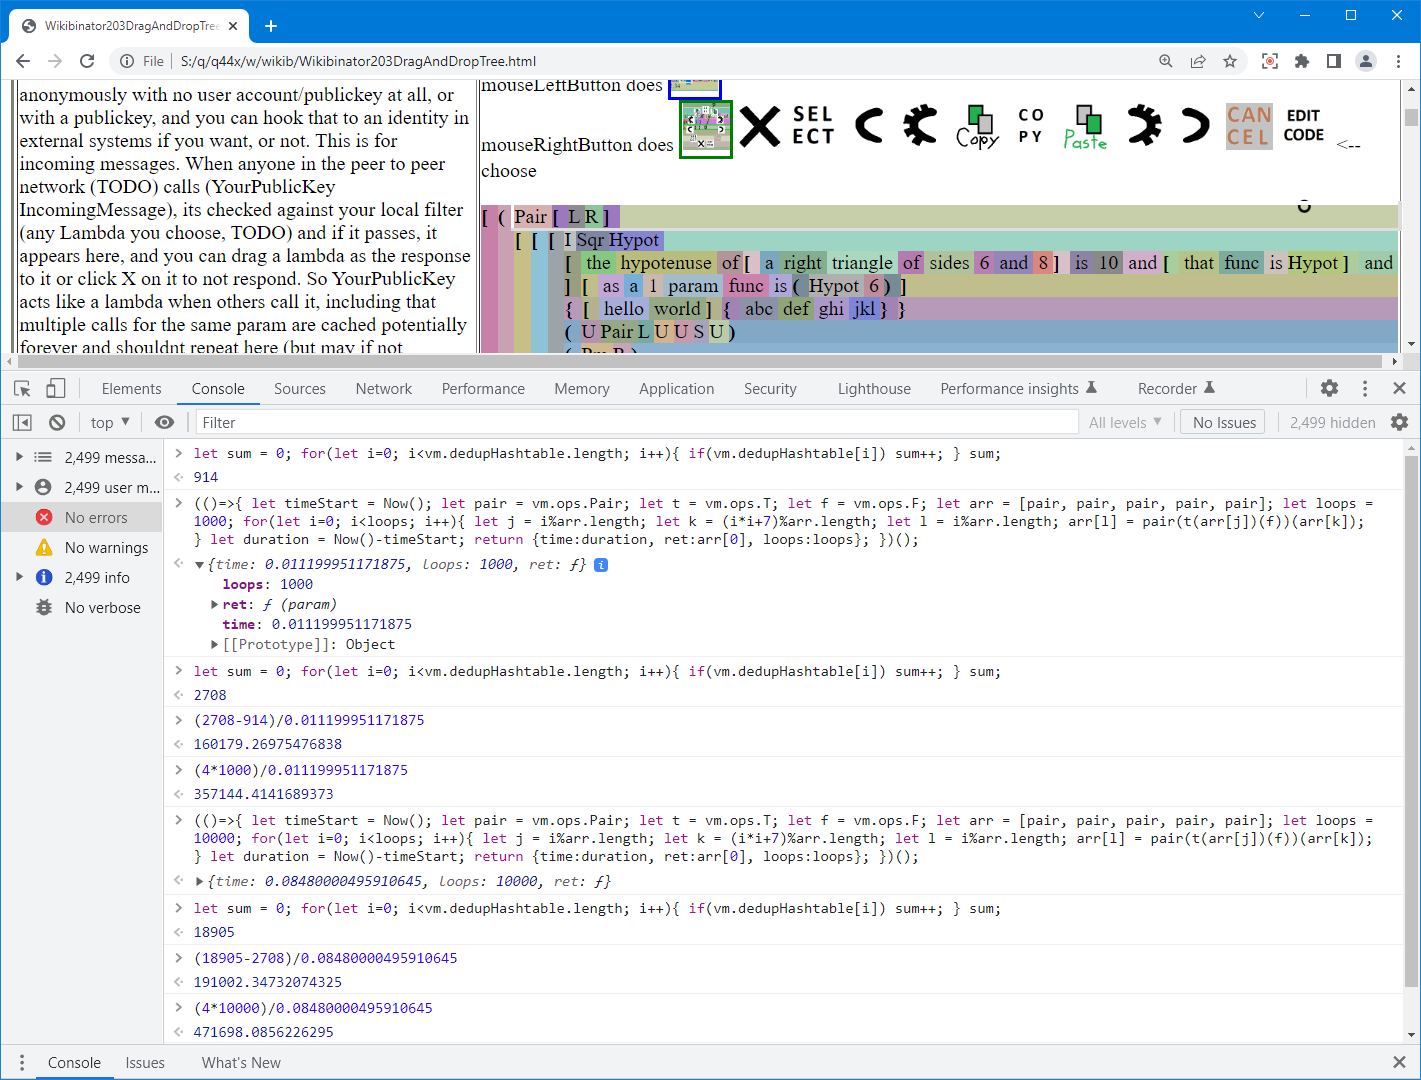 Wikibinator203DragAndDropTree
File S:/q/q44x/w/wikib/Wikibinator203DragAndDropTree.html
anonymously with no user account/publickey at all, or
with a publickey, and you can hook that to an identity in
external systems if you want, or not. This is for
incoming messages. When anyone in the peer to peer
network (TODO) calls (YourPublicKey
IncomingMessage), its checked against your local filter
(any Lambda you choose, TODO) and if it passes, it
appears here, and you can drag a lambda as the response
to it or click X on it to not respond. So YourPublicKey
acts like a lambda when others call it, including that
multiple calls for the same param are cached potentially
forever and shouldnt repeat here (but may if not
mouseLeftButton does
mouseRightButton does
SEL
ECT
Copy
CO
PY
Paste
CAN
CEL
EDIT
CODE
<--
choose
[ ( Pair [ L R ]
[ [ [ I Sqr Hypot
[ the hypotenuse of [ a right triangle of sides 6 and 8 ] is 10 and [ that func is Hypot ] and
] [ as a 1 param func is ( Hypot 6 ) ]
{ [ hello world ] { abc def ghi jkl } }
( U Pair L U U S U )
Elements Console Sources Network Performance Memory Application Security Lighthouse Performance insights Recorder
top ▼ Filter All levels ▼ No Issues 2,499 hidden
2,499 messa...
2,499 user m...
No errors
No warnings
2,499 info
No verbose
let sum = 0; for(let i=0; i<vm.dedupHashtable.length; i++){ if(vm.dedupHashtable[i]) sum++; } sum;
914
(()=>{ let timeStart = Now(); let pair = vm.ops.Pair; let t = vm.ops.T; let f = vm.ops.F; let arr = [pair, pair, pair, pair, pair]; let loops =
1000; for(let i=0; i<loops; i++){ let j = i%arr.length; let k = (i*i+7)%arr.length; let l = i%arr.length; arr[l] = pair(t(arr[j])(f))(arr[k]);
} let duration = Now()-timeStart; return {time:duration, ret:arr[0], loops:loops}; })();
{time: 0.011199951171875, loops: 1000, ret: ƒ}
loops: 1000
ret: ƒ (param)
time: 0.011199951171875
[[Prototype]]: Object
let sum = 0; for(let i=0; i<vm.dedupHashtable.length; i++){ if(vm.dedupHashtable[i]) sum++; } sum;
2708
(2708-914)/0.011199951171875
160179.26975476838
(4*1000)/0.011199951171875
357144.4141689373
(()=>{ let timeStart = Now(); let pair = vm.ops.Pair; let t = vm.ops.T; let f = vm.ops.F; let arr = [pair, pair, pair, pair, pair]; let loops =
10000; for(let i=0; i<loops; i++){ let j = i%arr.length; let k = (i*i+7)%arr.length; let l = i%arr.length; arr[l] = pair(t(arr[j])(f))(arr[k]);
} let duration = Now()-timeStart; return {time:duration, ret:arr[0], loops:loops}; })();
{time: 0.08480000495910645, loops: 10000, ret: ƒ}
let sum = 0; for(let i=0; i<vm.dedupHashtable.length; i++){ if(vm.dedupHashtable[i]) sum++; } sum;
18905
(18905-2708)/0.08480000495910645
191002.34732074325
(4*10000)/0.08480000495910645
471698.0856226295
Console Issues What's New